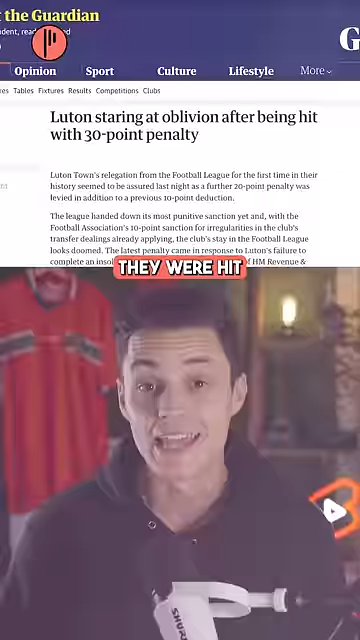 t the Guardian
Opinion
Sport
Culture
Lifestyle
More
Tables Fixtures Results Competitions Clubs
Luton staring at oblivion after being hit
with 30-point penalty
Luton Town's relegation from the Football League for the first time in their
history seemed to be assured last night as a further 20-point penalty was
levied in addition to a previous 10-point deduction.
The league handed down its most punitive sanction yet and, with the
Football Association's 10-point sanction for irregularities in the club's
transfer dealings already applying, the club's stay in the Football League
looks doomed. The latest penalty came in response to Luton's failure to
complete an of HM Revenue &
THEY WERE HIT
SHURE